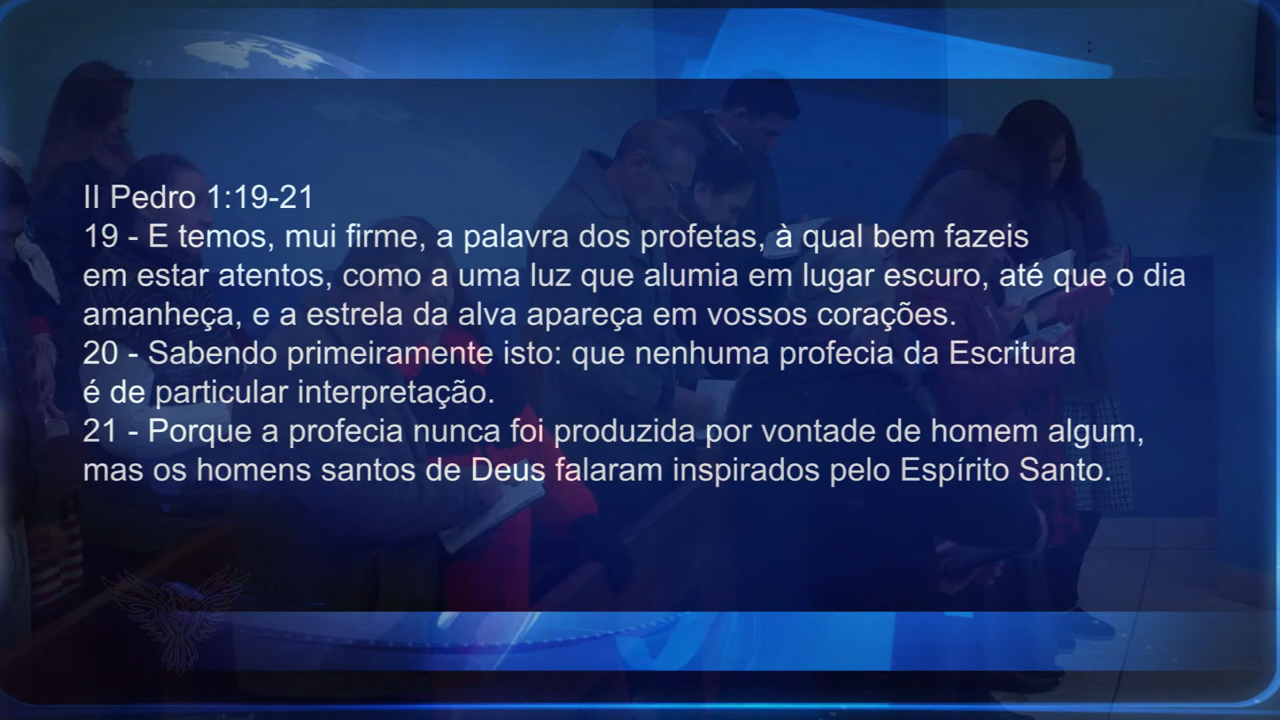 II Pedro 1:19-21
19 - E temos, mui firme, a palavra dos profetas, à qual bem fazeis
em estar atentos, como a uma luz que alumia em lugar escuro, até que o dia
amanheça, e a estrela da alva apareça em vossos corações.
20 - Sabendo primeiramente isto: que nenhuma profecia da Escritura
é de particular interpretação.
21 - Porque a profecia nunca foi produzida por vontade de homem algum,
mas os homens santos de Deus falaram inspirados pelo Espírito Santo.